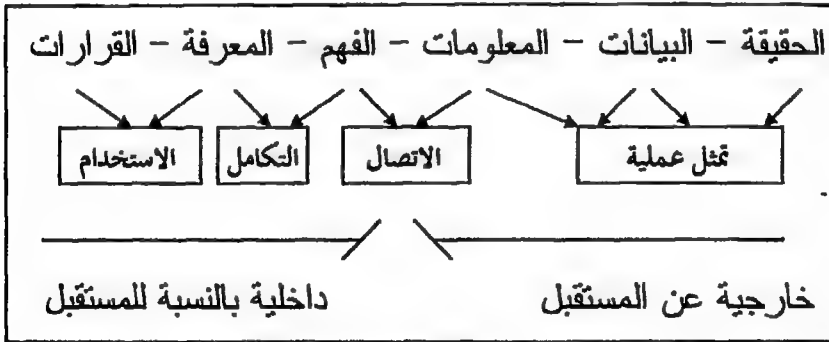 الحقيقة – البيانات – المعلومات – الفهم – المعرفة – القرارات
تمثل عملية الاتصال التكامل الاستخدام
خارجية عن المستقبل داخلية بالنسبة للمستقبل